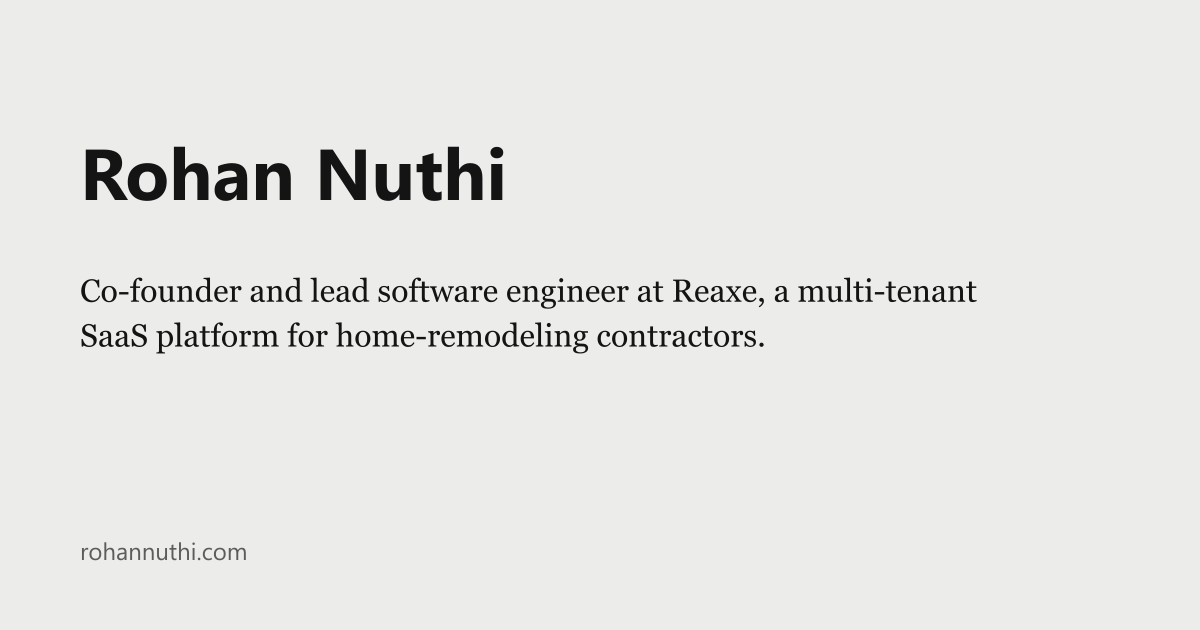 Rohan Nuthi
Co-founder and lead software engineer at Reaxe, a multi-tenant
SaaS platform for home-remodeling contractors.
rohannuthi.com